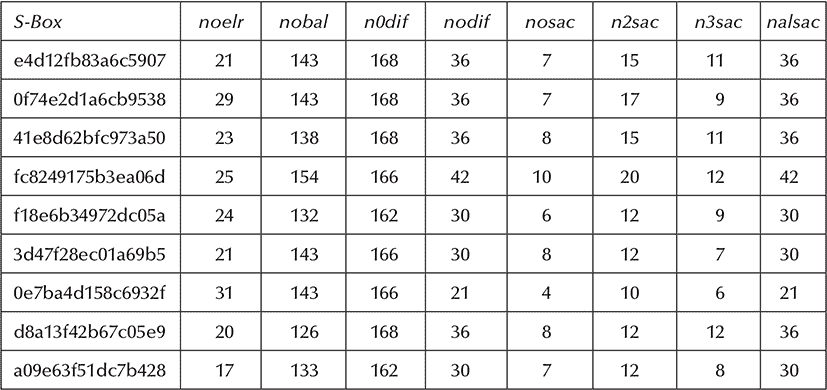 S-Box noelr nobal n0dif nodif nosac n2sac n3sac nalsac
e4d12fb83a6c5907 21 143 168 36 7 15 11 36
0f74e2d1a6cb9538 29 143 168 36 7 17 9 36
41e8d62bfc973a50 23 138 168 36 8 15 11 36
fc8249175b3ea06d 25 154 166 42 10 20 12 42
f18e6b34972dc05a 24 132 162 30 6 12 9 30
3d47f28ec01a69b5 21 143 166 30 8 12 7 30
0e7ba4d158c6932f 31 143 166 21 4 10 6 21
d8a13f42b67c05e9 20 126 168 36 8 12 12 36
a09e63f51dc7b428 17 133 162 30 7 12 8 30